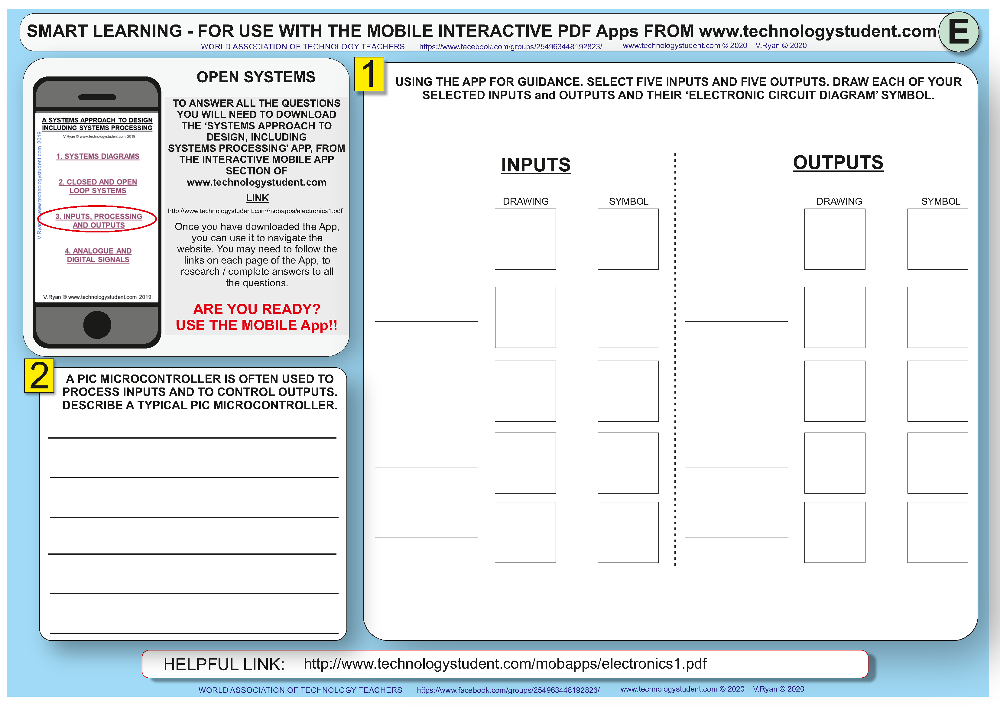 SMART LEARNING - FOR USE WITH THE MOBILE INTERACTIVE PDF Apps FROM www.technologystudent.com
E
WORLD ASSOCIATION OF TECHNOLOGY TEACHERS https://www.facebook.com/groups/254963448192823/ www.technologystudent.com © 2020 V.Ryan © 2020
OPEN SYSTEMS
TO ANSWER ALL THE QUESTIONS
YOU WILL NEED TO DOWNLOAD
THE ‘SYSTEMS APPROACH TO
DESIGN, INCLUDING
SYSTEMS PROCESSING’ APP, FROM
THE INTERACTIVE MOBILE APP
SECTION OF
www.technologystudent.com
LINK
http://www.technologystudent.com/mobapps/electronics1.pdf
Once you have downloaded the App,
you can use it to navigate the
website. You may need to follow the
links on each page of the App, to
research / complete answers to all
the questions.
ARE YOU READY?
USE THE MOBILE App!!
A SYSTEMS APPROACH TO DESIGN
INCLUDING SYSTEMS PROCESSING
V.Ryan © www.technologystudent.com 2019
1. SYSTEMS DIAGRAMS
2. CLOSED AND OPEN
LOOP SYSTEMS
3. INPUTS, PROCESSING
AND OUTPUTS
4. ANALOGUE AND
DIGITAL SIGNALS
V.Ryan © www.technologystudent.com 2019
V.Ryan © www.technologystudent.com 2019
1
USING THE APP FOR GUIDANCE. SELECT FIVE INPUTS AND FIVE OUTPUTS. DRAW EACH OF YOUR
SELECTED INPUTS and OUTPUTS AND THEIR ‘ELECTRONIC CIRCUIT DIAGRAM’ SYMBOL.
INPUTS
OUTPUTS
DRAWING SYMBOL DRAWING SYMBOL
2
A PIC MICROCONTROLLER IS OFTEN USED TO
PROCESS INPUTS AND TO CONTROL OUTPUTS.
DESCRIBE A TYPICAL PIC MICROCONTROLLER.
HELPFUL LINK: http://www.technologystudent.com/mobapps/electronics1.pdf
WORLD ASSOCIATION OF TECHNOLOGY TEACHERS https://www.facebook.com/groups/254963448192823/ www.technologystudent.com © 2020 V.Ryan © 2020